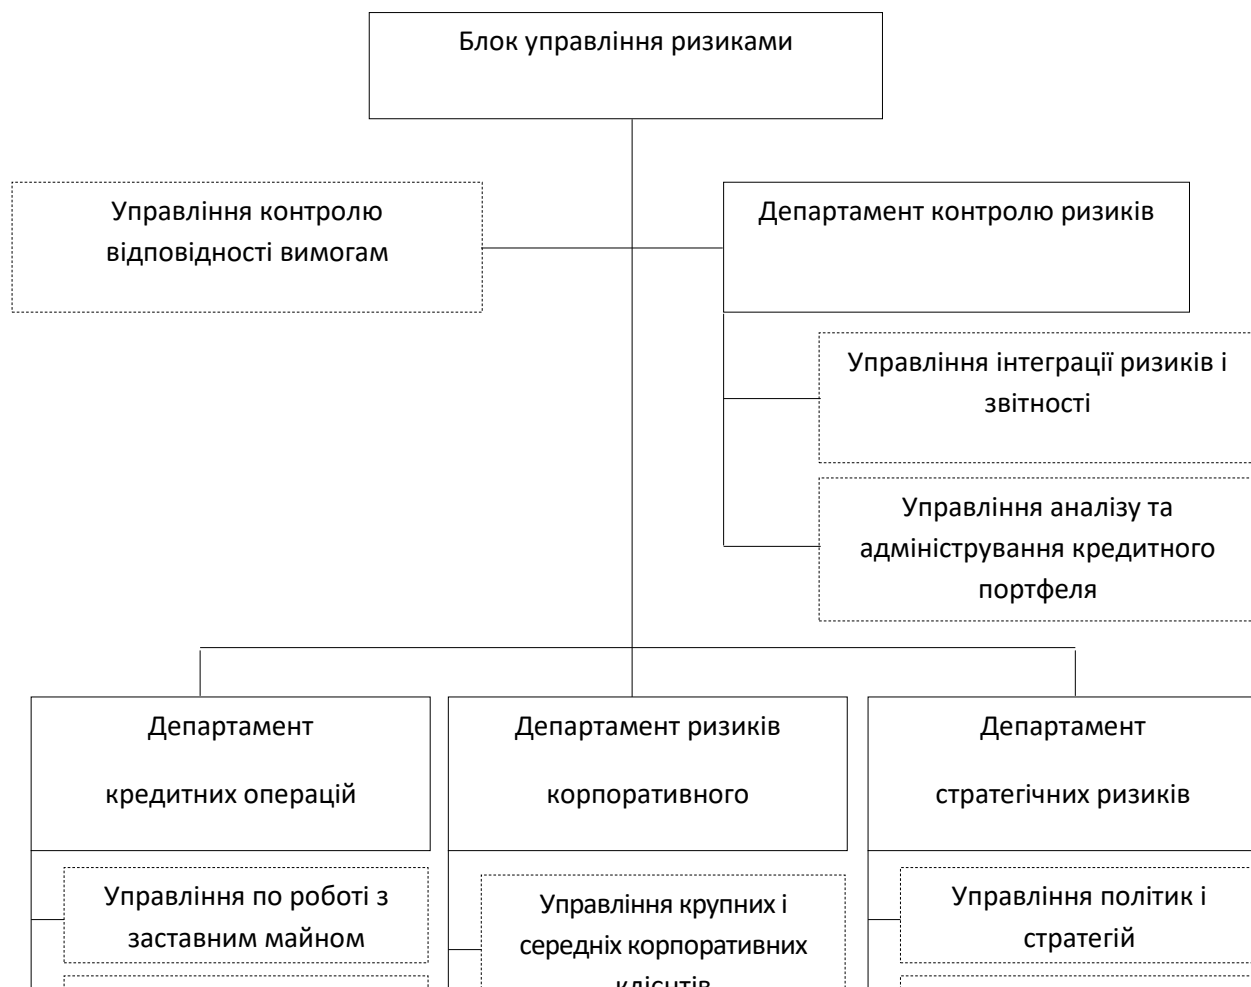 Блок управління ризиками
Управління контролю
відповідності вимогам
Департамент контролю ризиків
Управління інтеграції ризиків і
звітності
Управління аналізу та
адміністрування кредитного
портфеля
Департамент
кредитних операцій
Департамент ризиків
корпоративного
Департамент
стратегічних ризиків
Управління по роботі з
заставним майном
Управління крупних і
середніх корпоративних
клієнтів
Управління політик і
стратегій